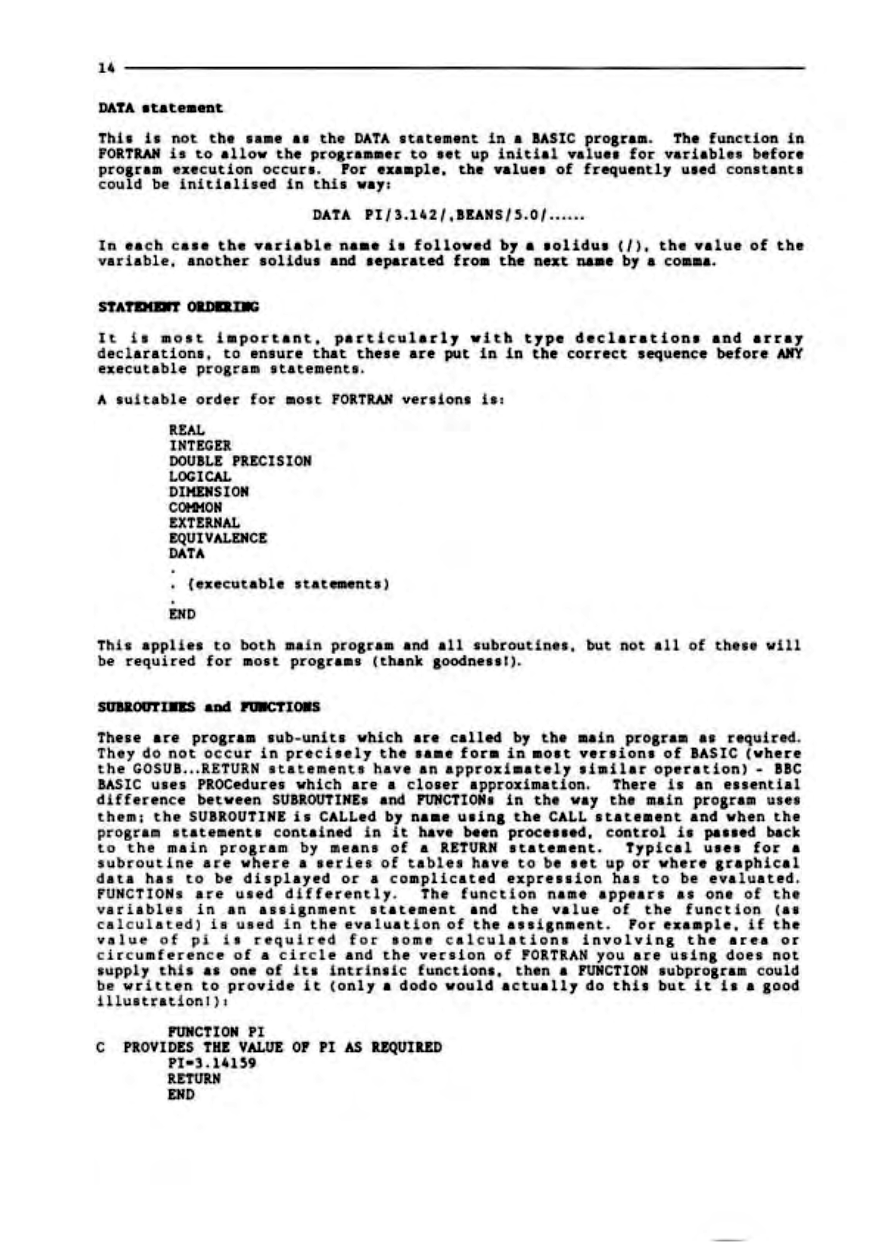 14
DATA statement
This is not the same as the DATA statement in a BASIC program. The function in
FORTRAN is to allow the programmer to set up initial values for variables before
program execution occurs. For example, the values of frequently used constants
could be initialised in this way:
DATA PI/3.142/,BEANS/5.0/......
In each case the variable name is followed by a solidus (/), the value of the
variable, another solidus and separated from the next name by a comma.
STATEMENT ORDERING
It is most important, particularly with type declarations and array
declarations, to ensure that these are put in in the correct sequence before ANY
executable program statements.
A suitable order for most FORTRAN versions is:
REAL
INTEGER
DOUBLE PRECISION
LOGICAL
DIMENSION
COMMON
EXTERNAL
EQUIVALENCE
DATA
.
. (executable statements)
.
END
This applies to both main program and all subroutines, but not all of these will
be required for most programs (thank goodness!).
SUBROUTINES and FUNCTIONS
These are program sub-units which are called by the main program as required.
They do not occur in precisely the same form in most versions of BASIC (where
the GOSUB...RETURN statements have an approximately similar operation) - BBC
BASIC uses PROCedures which are a closer approximation. There is an essential
difference between SUBROUTINEs and FUNCTIONs in the way the main program uses
them; the SUBROUTINE is CALLed by name using the CALL statement and when the
program statements contained in it have been processed, control is passed back
to the main program by means of a RETURN statement. Typical uses for a
subroutine are where a series of tables have to be set up or where graphical
data has to be displayed or a complicated expression has to be evaluated.
FUNCTIONs are used differently. The function name appears as one of the
variables in an assignment statement and the value of the function (as
calculated) is used in the evaluation of the assignment. For example, if the
value of pi is required for some calculations involving the area or
circumference of a circle and the version of FORTRAN you are using does not
supply this as one of its intrinsic functions, then a FUNCTION subprogram could
be written to provide it (only a dodo would actually do this but it is a good
illustration!):
FUNCTION PI
C PROVIDES THE VALUE OF PI AS REQUIRED
PI=3.14159
RETURN
END